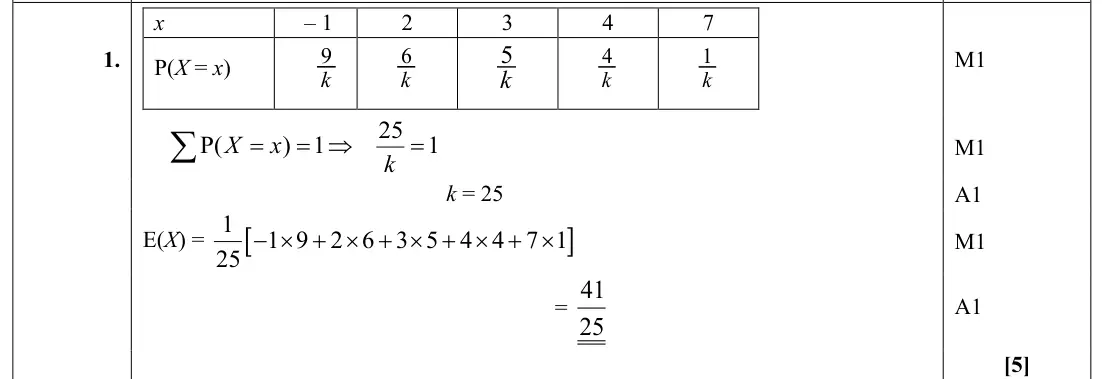 x – 1 2 3 4 7
1. P(X = x) 9/k 6/k 5/k 4/k 1/k M1
∑P(X = x) = 1 ⇒ 25/k = 1 M1
k = 25 A1
E(X) = 1/25 [−1×9 + 2×6 + 3×5 + 4×4 + 7×1] M1
= 41/25 A1
[5]